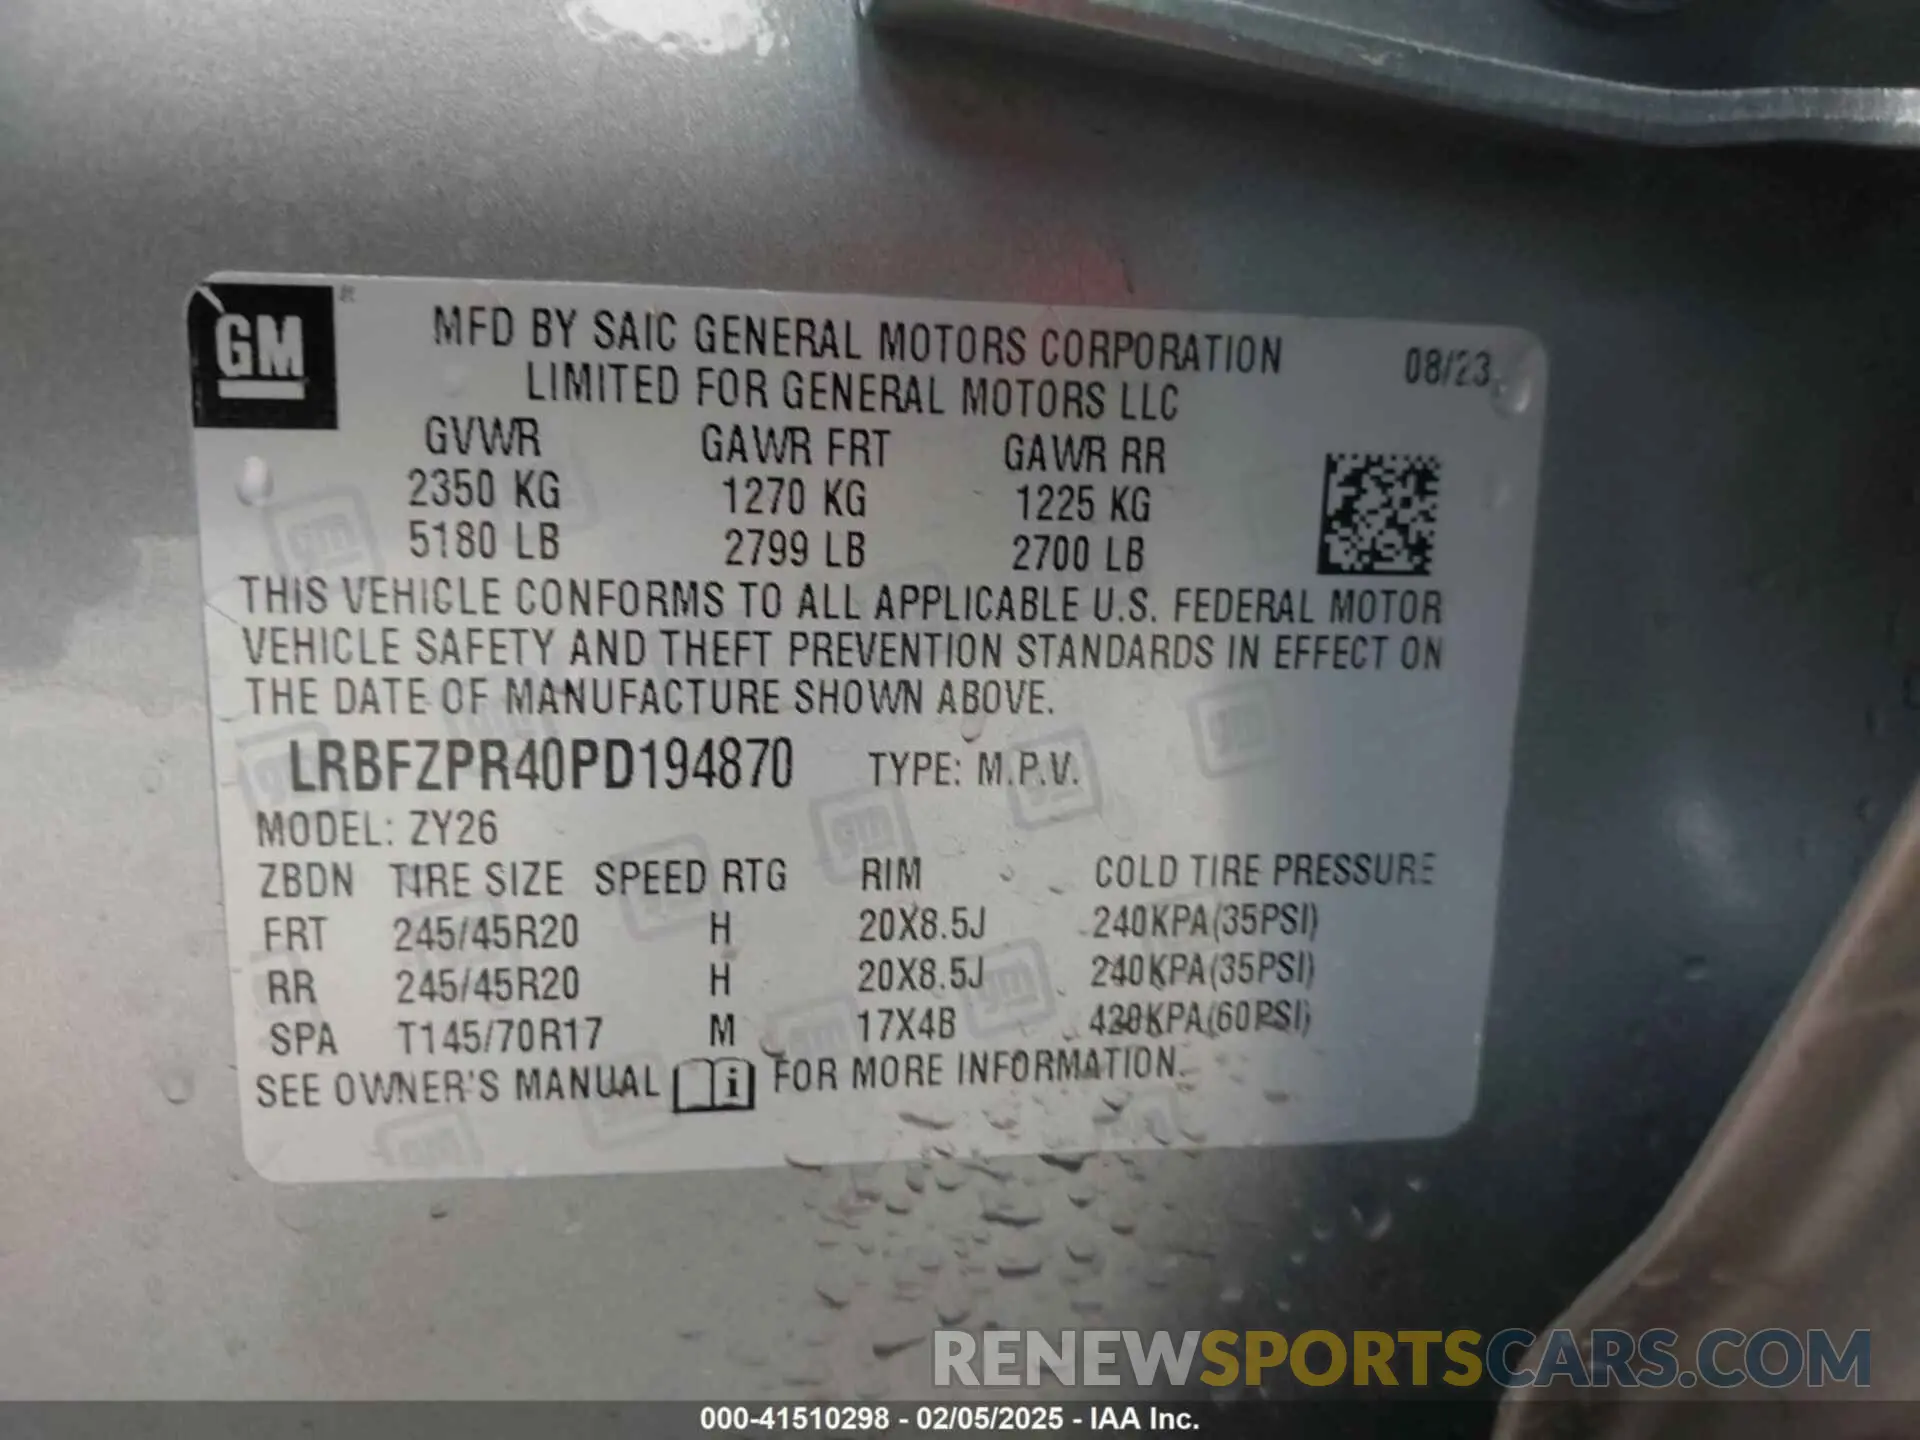 GM
MFD BY SAIC GENERAL MOTORS CORPORATION 08/23
LIMITED FOR GENERAL MOTORS LLC
GVWR GAWR FRT GAWR RR
2350 KG 1270 KG 1225 KG
5180 LB 2799 LB 2700 LB
THIS VEHICLE CONFORMS TO ALL APPLICABLE U.S. FEDERAL MOTOR
VEHICLE SAFETY AND THEFT PREVENTION STANDARDS IN EFFECT ON
THE DATE OF MANUFACTURE SHOWN ABOVE.
LRBFZPR40PD194870 TYPE: M.P.V.
MODEL: ZY26
ZBDN TIRE SIZE SPEED RTG RIM COLD TIRE PRESSURE
FRT 245/45R20 H 20X8.5J 240KPA(35PSI)
RR 245/45R20 H 20X8.5J 240KPA(35PSI)
SPA T145/70R17 M 17X4B 420KPA(60PSI)
SEE OWNER'S MANUAL i FOR MORE INFORMATION.
RENEWSPORTSCARS.COM
000-41510298 - 02/05/2025 - IAA Inc.